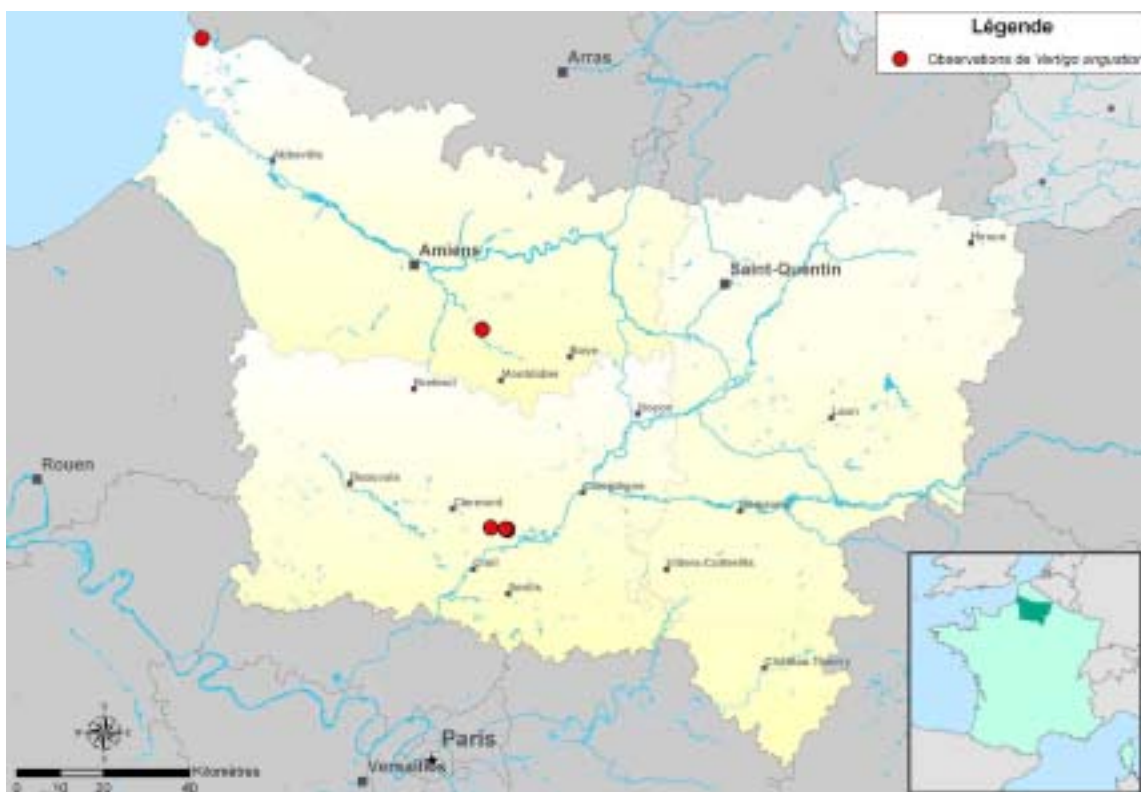 Légende
Observations de Vertigo angustior
Arras
Abbeville
Amiens
Saint-Quentin
Hirson
Roye
Montdidier
Breteuil
Noyon
Laon
Rouen
Beauvais
Clermont
Compiègne
Soissons
Creil
Senlis
Villers-Cotterêts
Château-Thierry
Paris
Versailles
Kilomètres
0 10 20 40